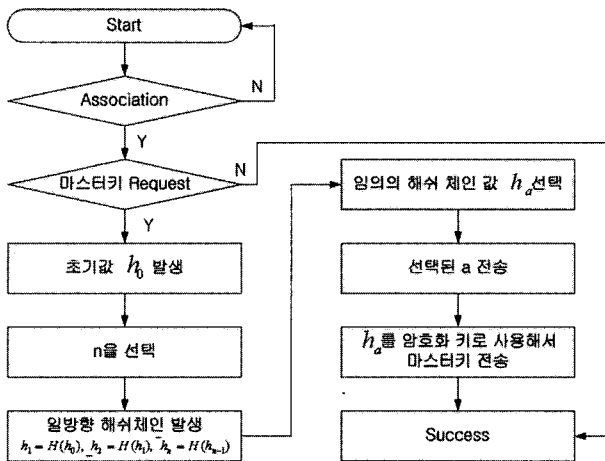 Start
Association
N
Y
마스터키 Request
N
Y
초기값 h₀ 발생
n을 선택
일방향 해쉬체인 발생
h₁ = H(h₀), h₂ = H(h₁), hₙ = H(hₙ₋₁)
임의의 해쉬 체인 값 hₐ선택
선택된 a 전송
hₐ를 암호화 키로 사용해서
마스터키 전송
Success